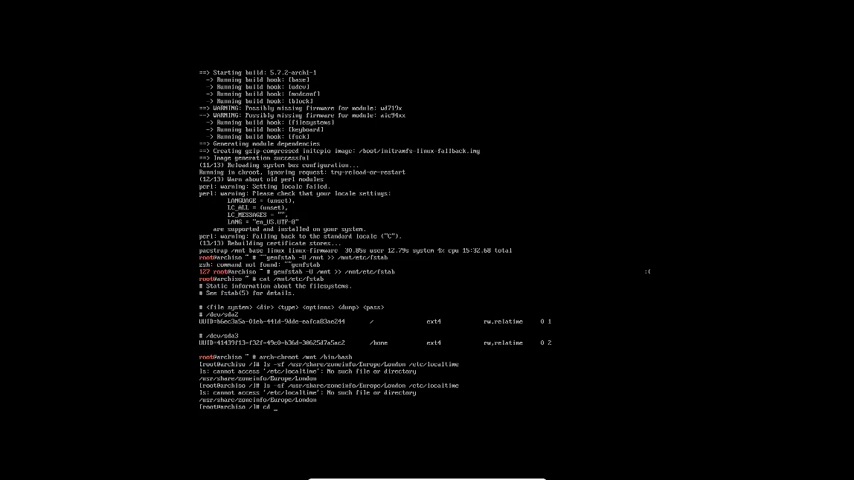 ==> Starting build: 5.7.2-arch1-1
  -> Running build hook: [base]
  -> Running build hook: [udev]
  -> Running build hook: [modconf]
  -> Running build hook: [block]
==> WARNING: Possibly missing firmware for module: wd719x
==> WARNING: Possibly missing firmware for module: aic94xx
  -> Running build hook: [filesystems]
  -> Running build hook: [keyboard]
  -> Running build hook: [fsck]
==> Generating module dependencies
==> Creating gzip-compressed initcpio image: /boot/initramfs-linux-fallback.img
==> Image generation successful
(11/13) Reloading system bus configuration...
Running in chroot, ignoring request: try-reload-or-restart
(12/13) Warn about old perl modules
perl: warning: Setting locale failed.
perl: warning: Please check that your locale settings:
        LANGUAGE = (unset),
        LC_ALL = (unset),
        LC_MESSAGES = "",
        LANG = "en_US.UTF-8"
    are supported and installed on your system.
perl: warning: Falling back to the standard locale ("C").
(13/13) Rebuilding certificate stores...
pacstrap /mnt base linux linux-firmware  30.85s user 12.79s system 4% cpu 15:32.68 total
root@archiso ~ # ^[[genfstab -U /mnt >> /mnt/etc/fstab
zsh: command not found: ^[[genfstab
127 root@archiso ~ # genfstab -U /mnt >> /mnt/etc/fstab :(
root@archiso ~ # cat /mnt/etc/fstab
# Static information about the filesystems.
# See fstab(5) for details.
# <file system> <dir> <type> <options> <dump> <pass>
# /dev/sda2
/ ext4 rw,relatime 0 1
# /dev/sda3
/home ext4 rw,relatime 0 2
root@archiso ~ # arch-chroot /mnt /bin/bash
[root@archiso /]# ls -sf /usr/share/zoneinfo/Europe/London /etc/localtime
ls: cannot access '/etc/localtime': No such file or directory
/usr/share/zoneinfo/Europe/London
[root@archiso /]# ls -sf /usr/share/zoneinfo/Europe/London /etc/localtime
ls: cannot access '/etc/localtime': No such file or directory
/usr/share/zoneinfo/Europe/London
[root@archiso /]# cd _